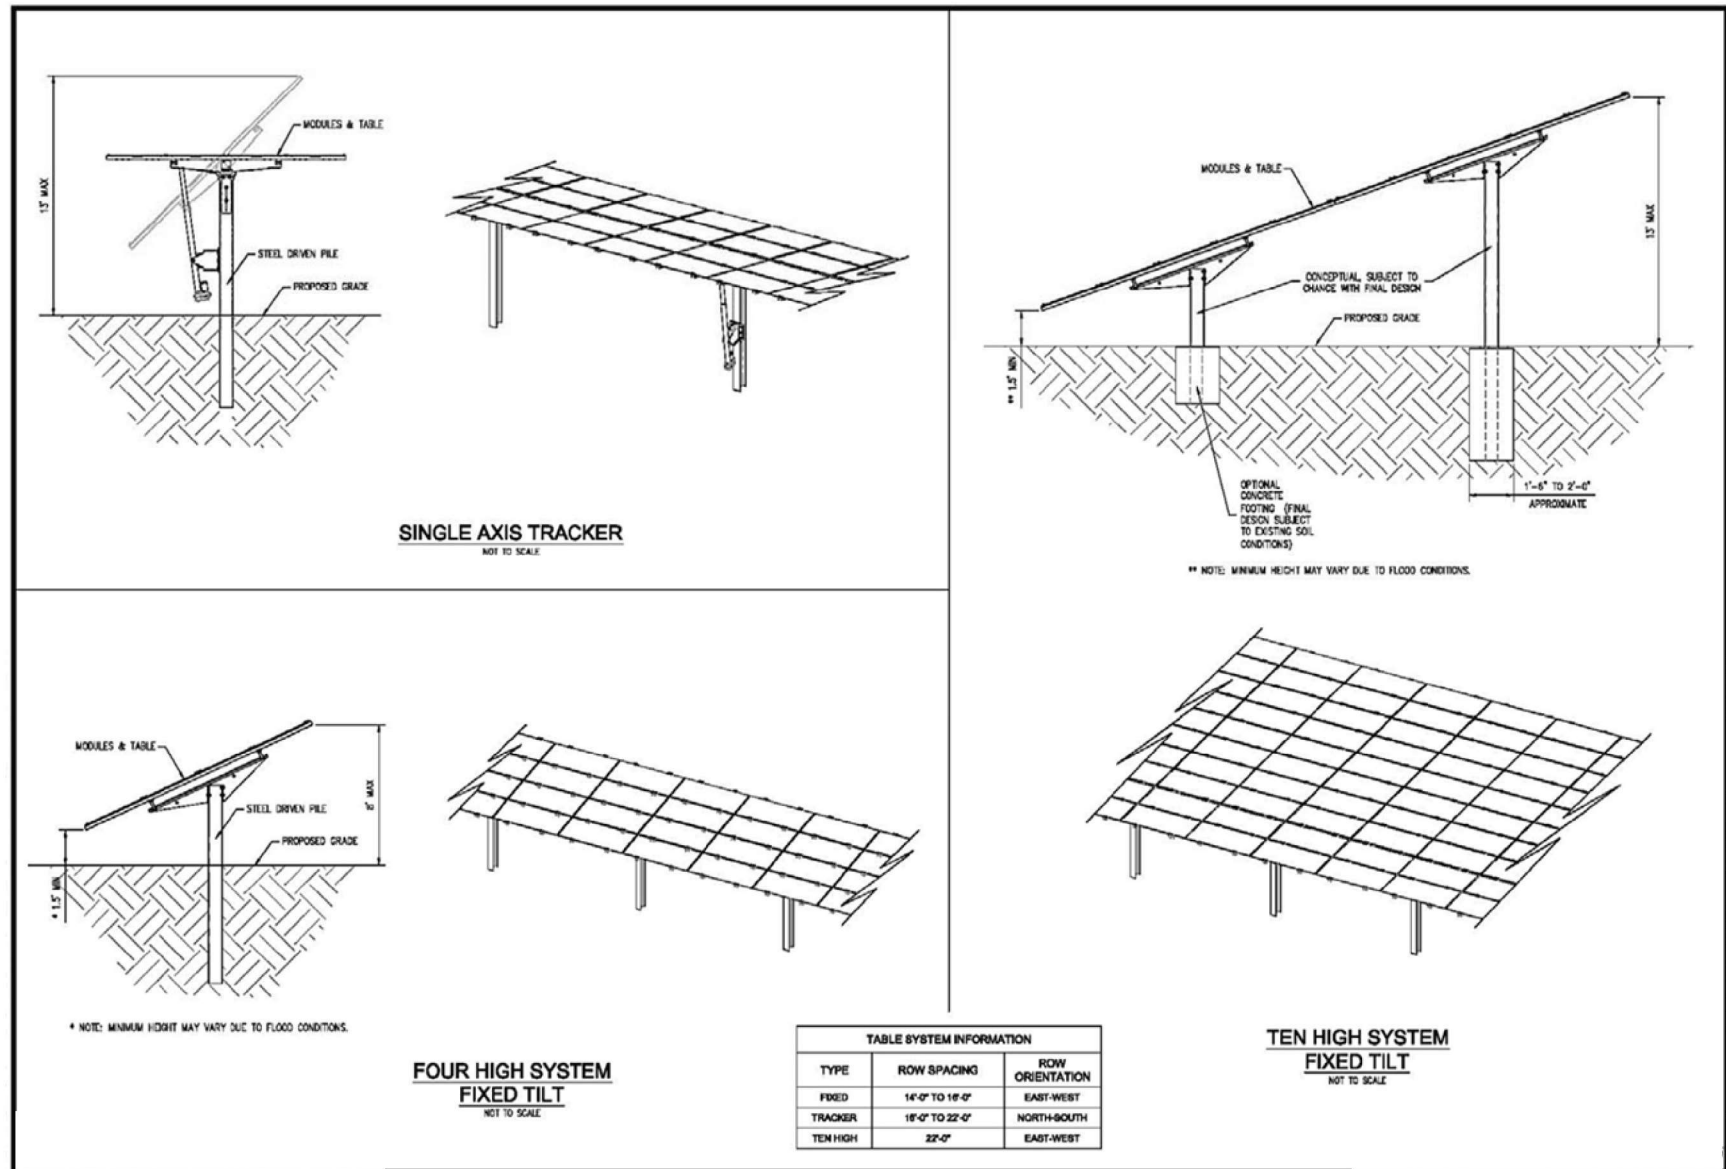 13' MAX
MODULES & TABLE
STEEL DRIVEN PILE
PROPOSED GRADE
SINGLE AXIS TRACKER
NOT TO SCALE
MODULES & TABLE
13' MAX
CONCEPTUAL, SUBJECT TO
CHANCE WITH FINAL DESIGN
PROPOSED GRADE
** 1.5' MIN
OPTIONAL
CONCRETE
FOOTING (FINAL
DESIGN SUBJECT
TO EXISTING SOIL
CONDITIONS)
1'-6" TO 2'-0"
APPROXIMATE
** NOTE: MINIMUM HEIGHT MAY VARY DUE TO FLOOD CONDITIONS.
MODULES & TABLE
STEEL DRIVEN PILE
PROPOSED GRADE
8' MAX
* 1.5' MIN
* NOTE: MINIMUM HEIGHT MAY VARY DUE TO FLOOD CONDITIONS.
FOUR HIGH SYSTEM
FIXED TILT
NOT TO SCALE
TEN HIGH SYSTEM
FIXED TILT
NOT TO SCALE
TABLE SYSTEM INFORMATION
TYPE ROW SPACING ROW ORIENTATION
FIXED 14'-0" TO 16'-0" EAST-WEST
TRACKER 18'-0" TO 22'-0" NORTH-SOUTH
TEN HIGH 22'-0" EAST-WEST